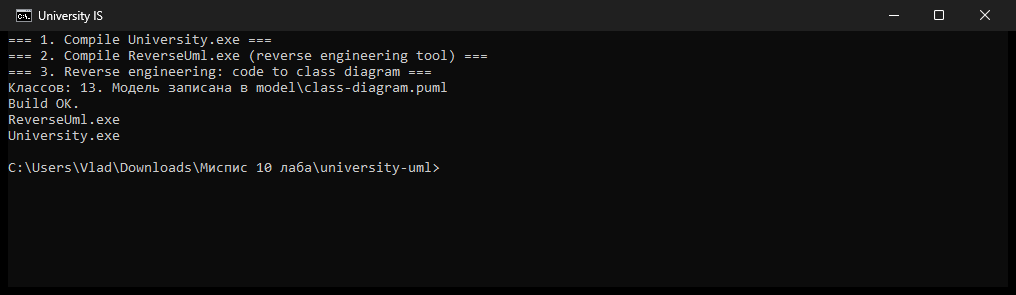 University IS
=== 1. Compile University.exe ===
=== 2. Compile ReverseUml.exe (reverse engineering tool) ===
=== 3. Reverse engineering: code to class diagram ===
Классов: 13. Модель записана в model\class-diagram.puml
Build OK.
ReverseUml.exe
University.exe
C:\Users\Vlad\Downloads\Миспис 10 лаба\university-uml>